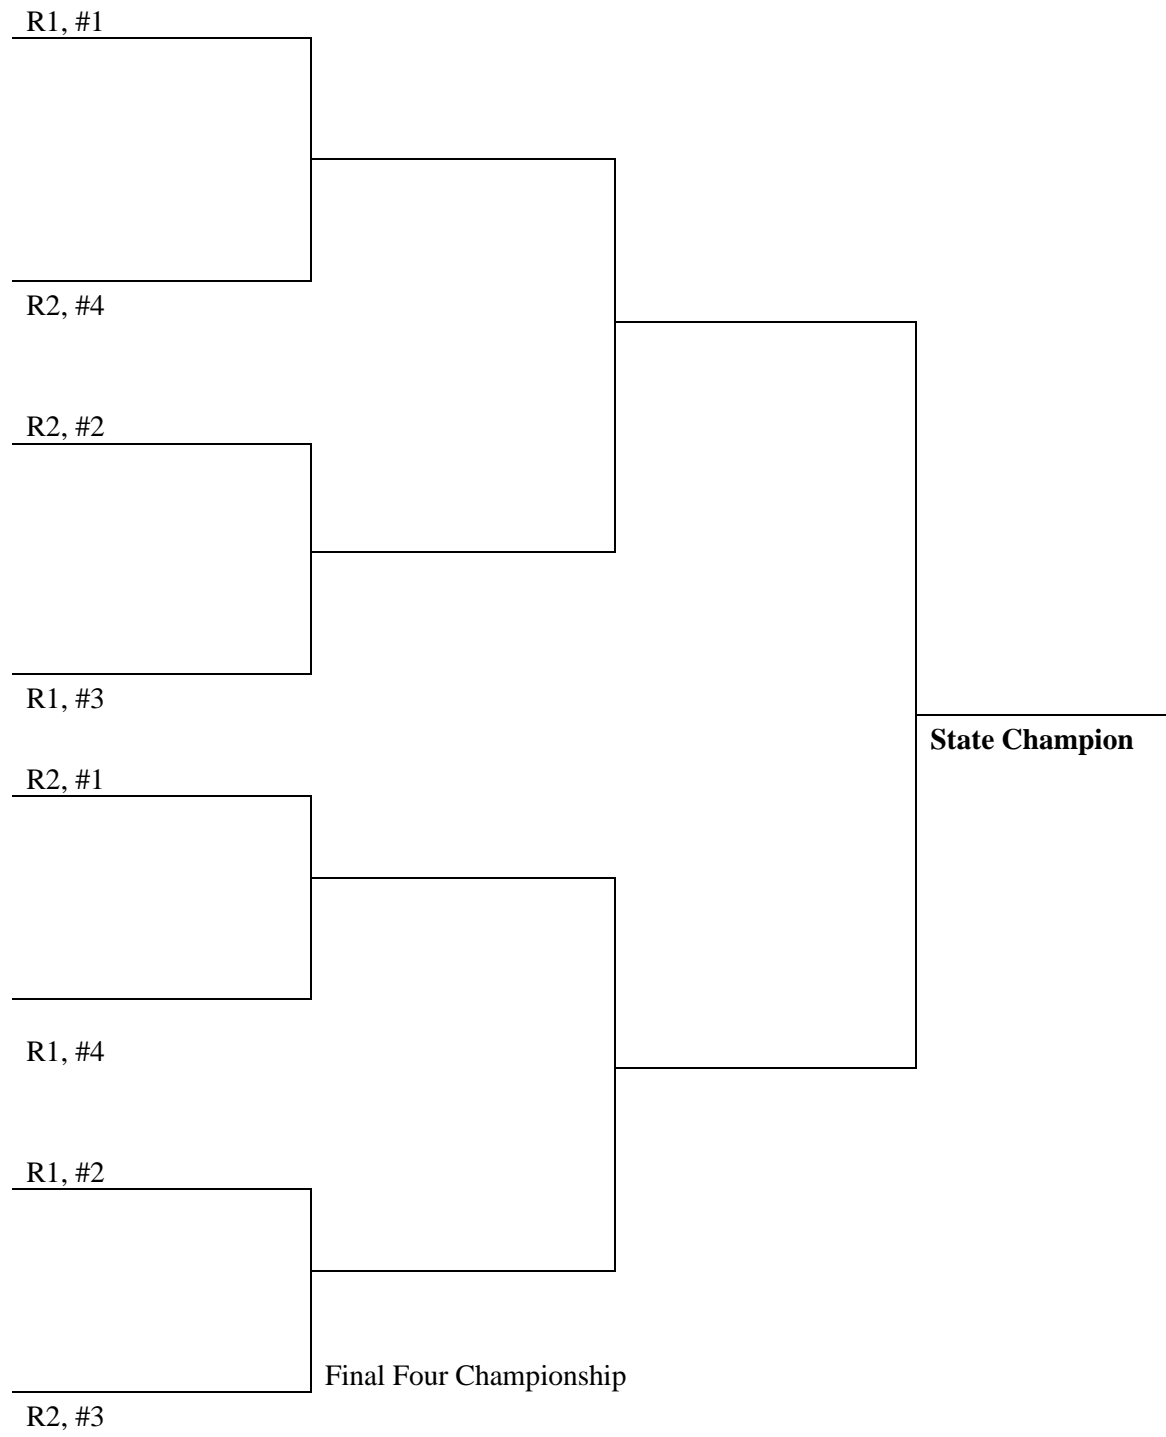 R1, #1
R2, #4
R2, #2
R1, #3
State Champion
R2, #1
R1, #4
R1, #2
Final Four Championship
R2, #3